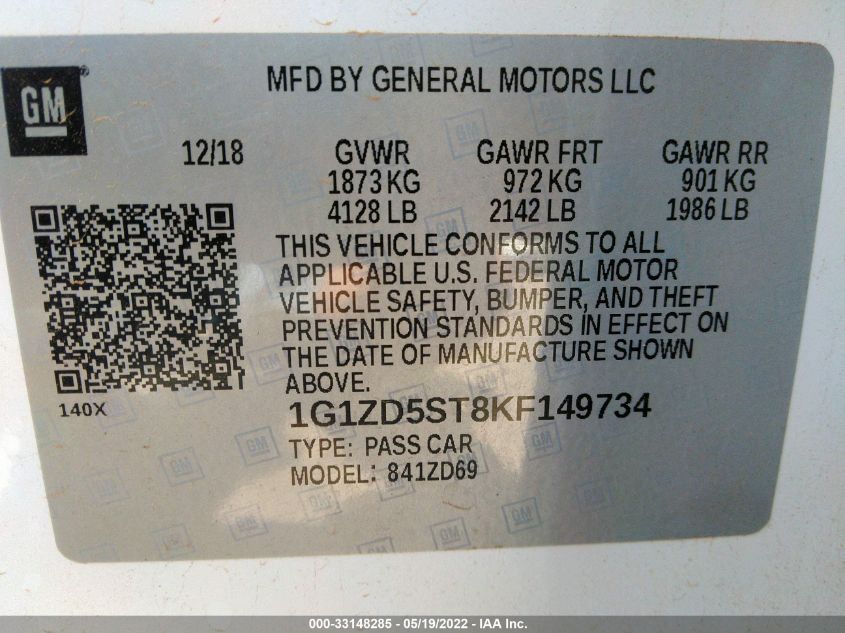 GM
MFD BY GENERAL MOTORS LLC
12/18 GVWR GAWR FRT GAWR RR
1873 KG 972 KG 901 KG
4128 LB 2142 LB 1986 LB
THIS VEHICLE CONFORMS TO ALL
APPLICABLE U.S. FEDERAL MOTOR
VEHICLE SAFETY, BUMPER, AND THEFT
PREVENTION STANDARDS IN EFFECT ON
THE DATE OF MANUFACTURE SHOWN
ABOVE.
140X
1G1ZD5ST8KF149734
TYPE: PASS CAR
MODEL: 841ZD69
000-33148285 - 05/19/2022 - IAA Inc.